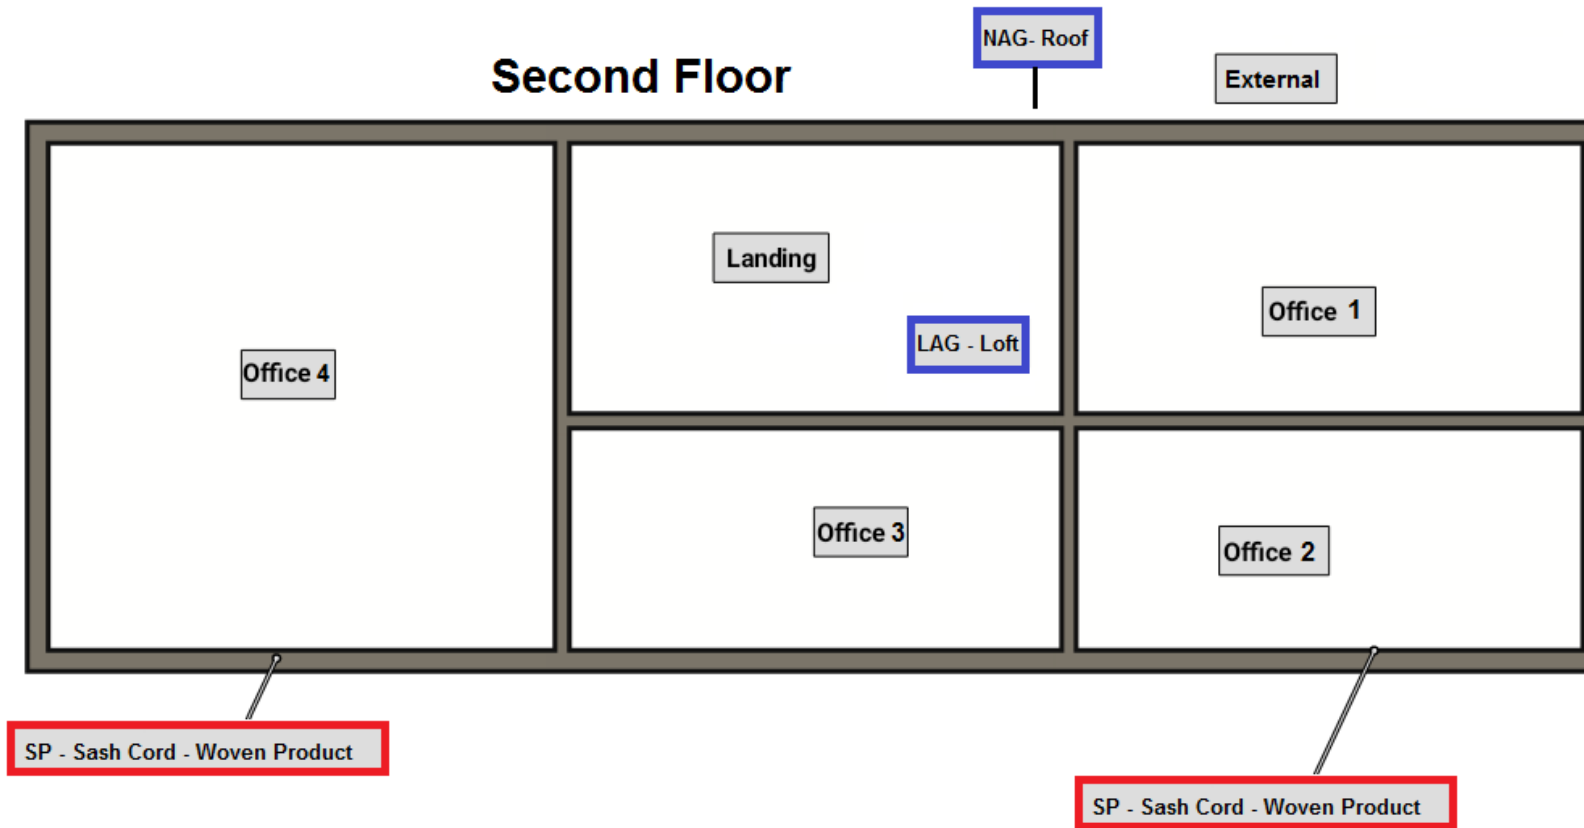 NAG- Roof
Second Floor
External
Landing
Office 1
LAG - Loft
Office 4
Office 3
Office 2
SP - Sash Cord - Woven Product
SP - Sash Cord - Woven Product